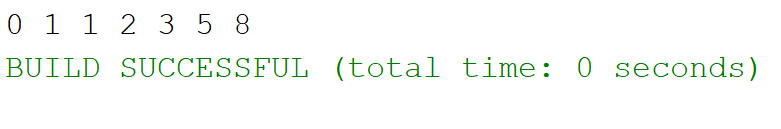 0 1 1 2 3 5 8
BUILD SUCCESSFUL (total time: 0 seconds)